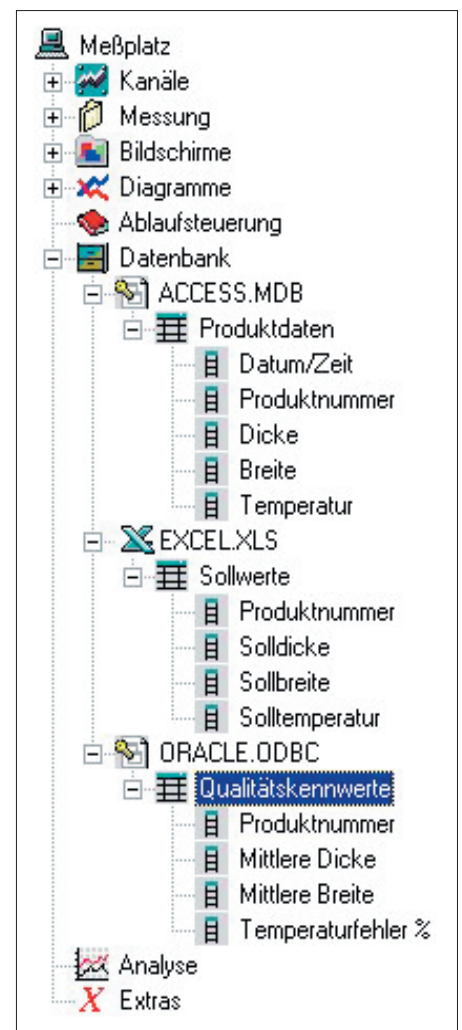 Meßplatz
Kanäle
Messung
Bildschirme
Diagramme
Ablaufsteuerung
Datenbank
ACCESS.MDB
Produktdaten
Datum/Zeit
Produktnummer
Dicke
Breite
Temperatur
EXCEL.XLS
Sollwerte
Produktnummer
Solldicke
Sollbreite
Solltemperatur
ORACLE.ODBC
Qualitätskennwerte
Produktnummer
Mittlere Dicke
Mittlere Breite
Temperaturfehler %
Analyse
Extras